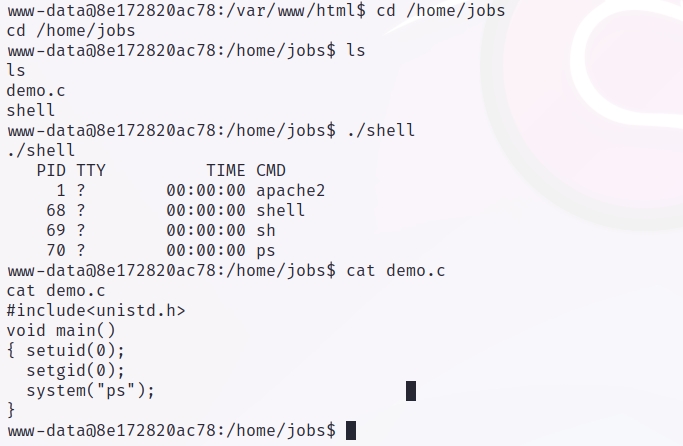 www-data@8e172820ac78:/var/www/html$ cd /home/jobs
cd /home/jobs
www-data@8e172820ac78:/home/jobs$ ls
ls
demo.c
shell
www-data@8e172820ac78:/home/jobs$ ./shell
./shell
   PID TTY          TIME CMD
     1 ?        00:00:00 apache2
    68 ?        00:00:00 shell
    69 ?        00:00:00 sh
    70 ?        00:00:00 ps
www-data@8e172820ac78:/home/jobs$ cat demo.c
cat demo.c
#include<unistd.h>
void main()
{ setuid(0);
  setgid(0);
  system("ps");
}
www-data@8e172820ac78:/home/jobs$